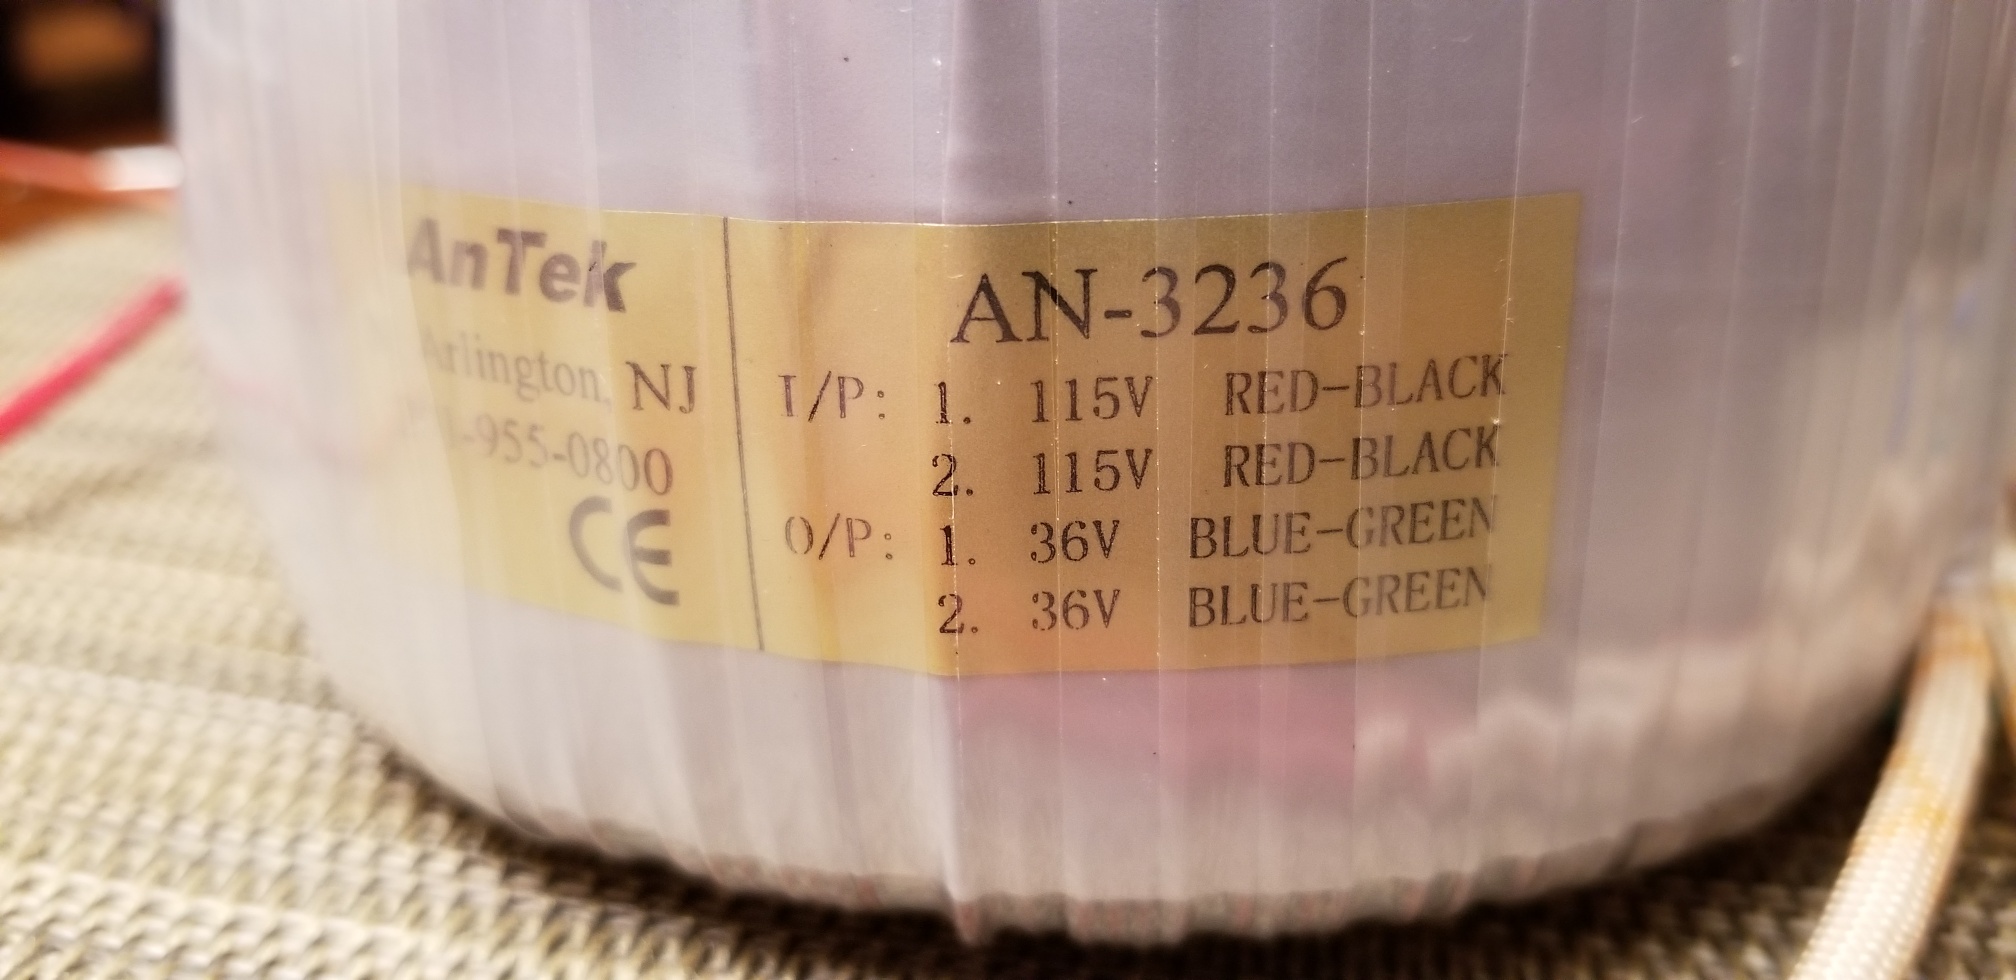 AnTek
Arlington, NJ
1-955-0800
CE
AN-3236
I/P: 1. 115V RED-BLACK
2. 115V RED-BLACK
O/P: 1. 36V BLUE-GREEN
2. 36V BLUE-GREEN